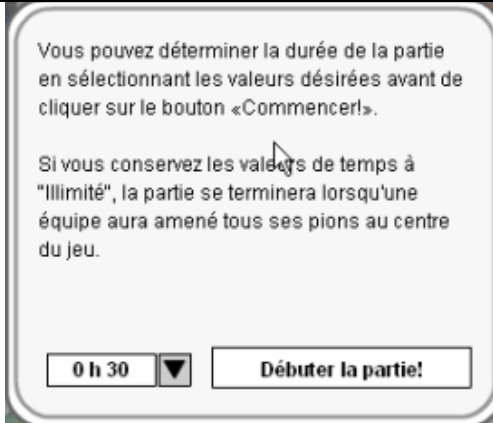 Vous pouvez déterminer la durée de la partie
en sélectionnant les valeurs désirées avant de
cliquer sur le bouton «Commencer!».
Si vous conservez les valeurs de temps à
"Illimité", la partie se terminera lorsqu'une
équipe aura amené tous ses pions au centre
du jeu.
0 h 30
Débuter la partie!